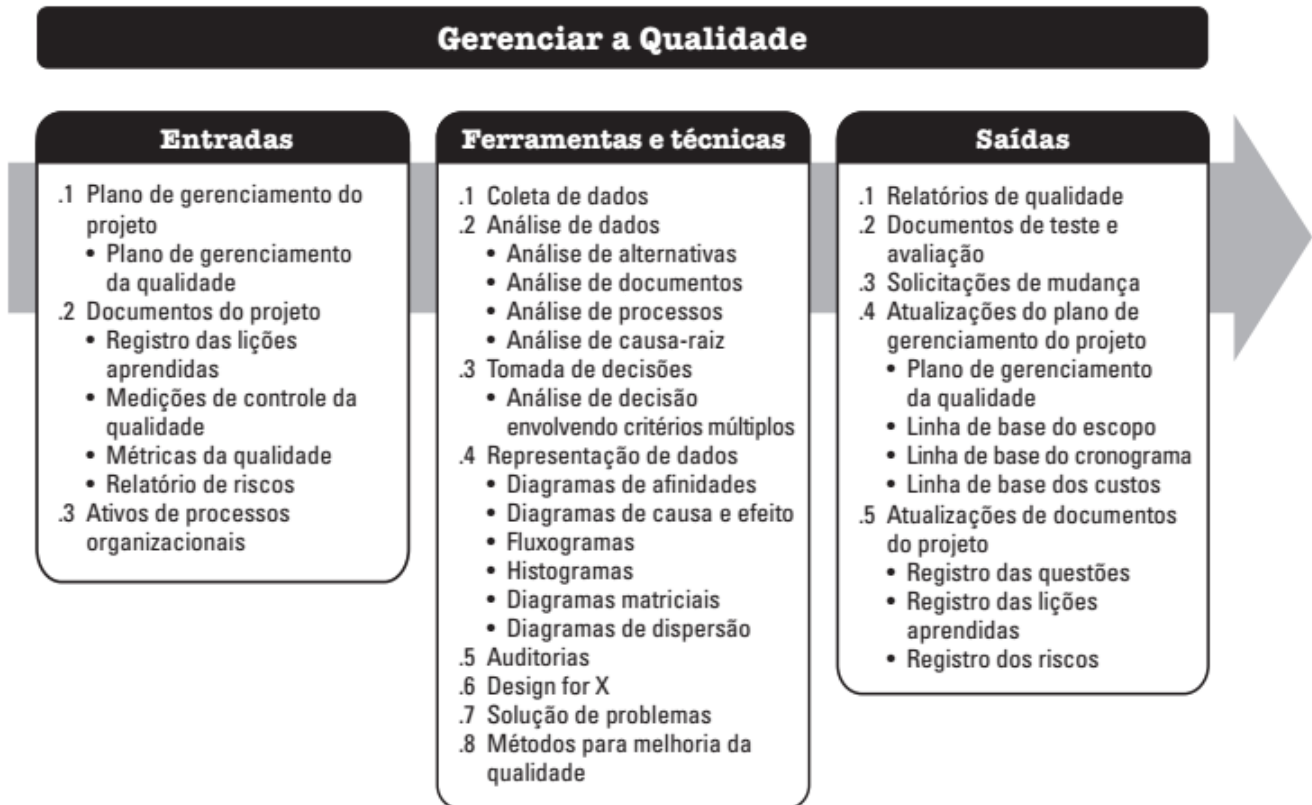 Gerenciar a Qualidade
Entradas
.1 Plano de gerenciamento do
projeto
• Plano de gerenciamento
da qualidade
.2 Documentos do projeto
• Registro das lições
aprendidas
• Medições de controle da
qualidade
• Métricas da qualidade
• Relatório de riscos
.3 Ativos de processos
organizacionais
Ferramentas e técnicas
.1 Coleta de dados
.2 Análise de dados
• Análise de alternativas
• Análise de documentos
• Análise de processos
• Análise de causa-raiz
.3 Tomada de decisões
• Análise de decisão
envolvendo critérios múltiplos
.4 Representação de dados
• Diagramas de afinidades
• Diagramas de causa e efeito
• Fluxogramas
• Histogramas
• Diagramas matriciais
• Diagramas de dispersão
.5 Auditorias
.6 Design for X
.7 Solução de problemas
.8 Métodos para melhoria da
qualidade
Saídas
.1 Relatórios de qualidade
.2 Documentos de teste e
avaliação
.3 Solicitações de mudança
.4 Atualizações do plano de
gerenciamento do projeto
• Plano de gerenciamento
da qualidade
• Linha de base do escopo
• Linha de base do cronograma
• Linha de base dos custos
.5 Atualizações de documentos
do projeto
• Registro das questões
• Registro das lições
aprendidas
• Registro dos riscos